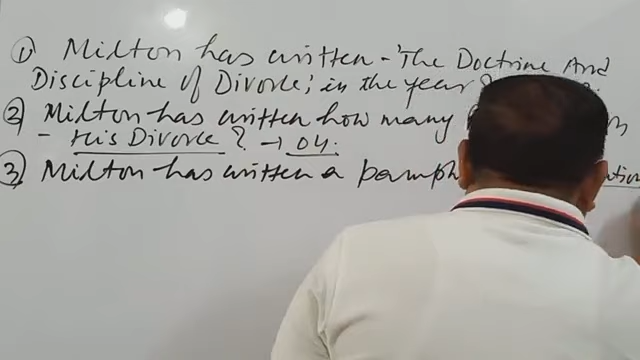 ① Milton has written - 'The Doctrine And
Discipline of Divorce', in the year
② Milton has written how many
- His Divorce? → 04.
③ Milton has written a